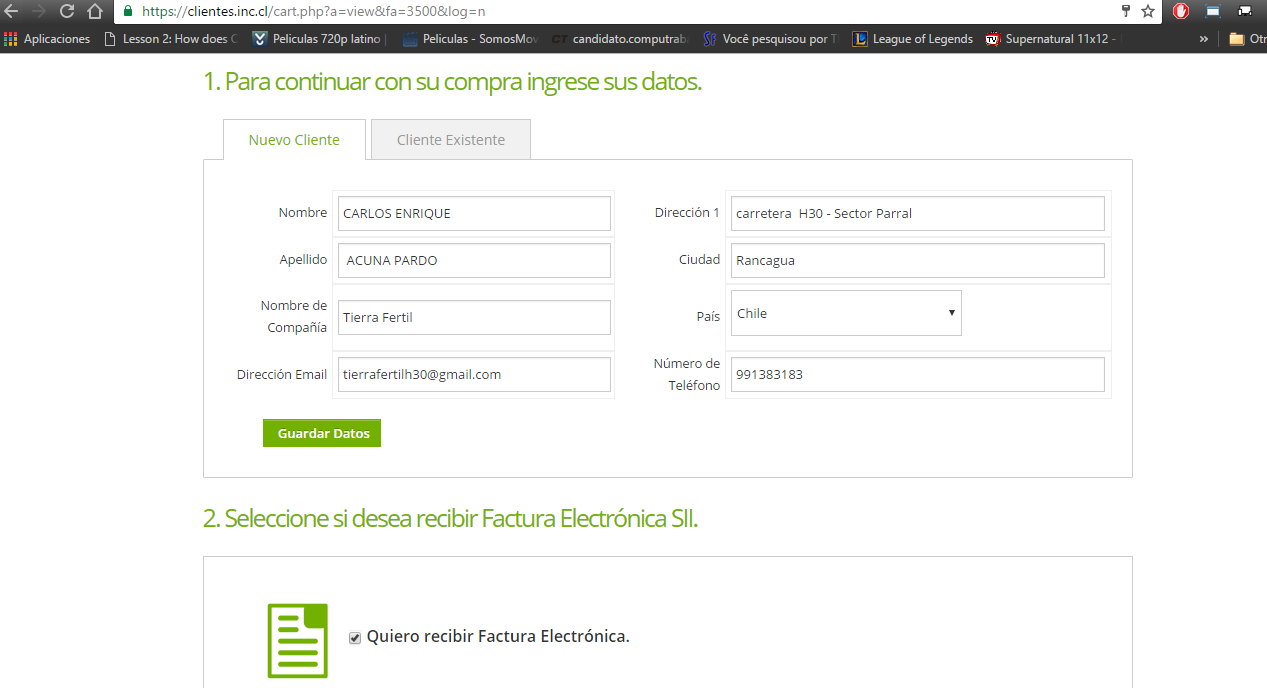 https://clientes.inc.cl/cart.php?a=view&fa=3500&log=n
Aplicaciones Lesson 2: How does Peliculas 720p latino Peliculas - SomosMov CT candidato.computrab Sf Você pesquisou por T L League of Legends TV Supernatural 11x12 - » Otr
1. Para continuar con su compra ingrese sus datos.
Nuevo Cliente Cliente Existente
Nombre CARLOS ENRIQUE Dirección 1 carretera H30 - Sector Parral
Apellido ACUNA PARDO Ciudad Rancagua
Nombre de Compañía Tierra Fertil País Chile
Dirección Email tierrafertilh30@gmail.com Número de Teléfono 991383183
Guardar Datos
2. Seleccione si desea recibir Factura Electrónica SII.
Quiero recibir Factura Electrónica.